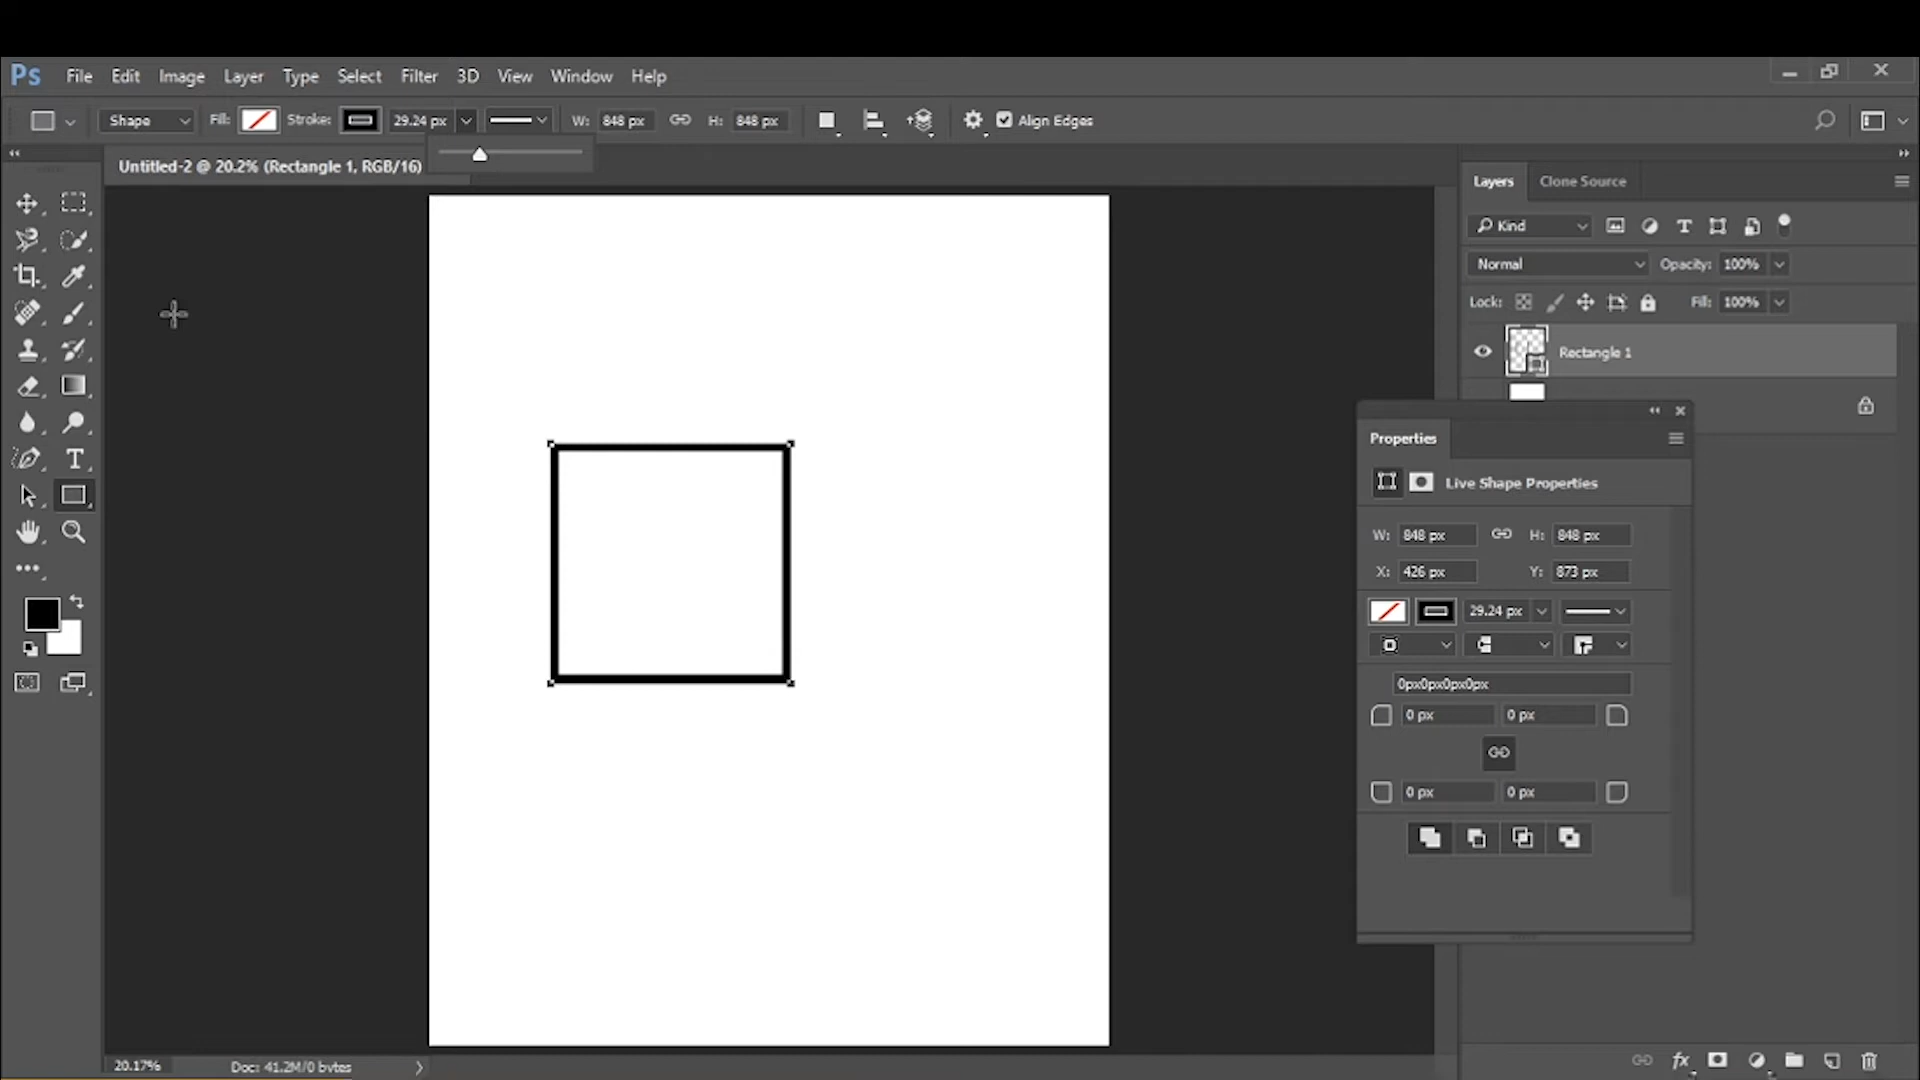 Ps File Edit Image Layer Type Select Filter 3D View Window Help
Shape Fill: Stroke: 29.24 px W: 848 px H: 848 px Align Edges
Untitled-2 @ 20.2% (Rectangle 1, RGB/16)
Layers Clone Source
Kind
Normal Opacity: 100%
Lock: Fill: 100%
Rectangle 1
Properties
Live Shape Properties
W: 848 px H: 848 px
X: 426 px Y: 873 px
29.24 px
0px0px0px0px
0 px 0 px
0 px 0 px
20.17% Doc: 41.2M/0 bytes
fx